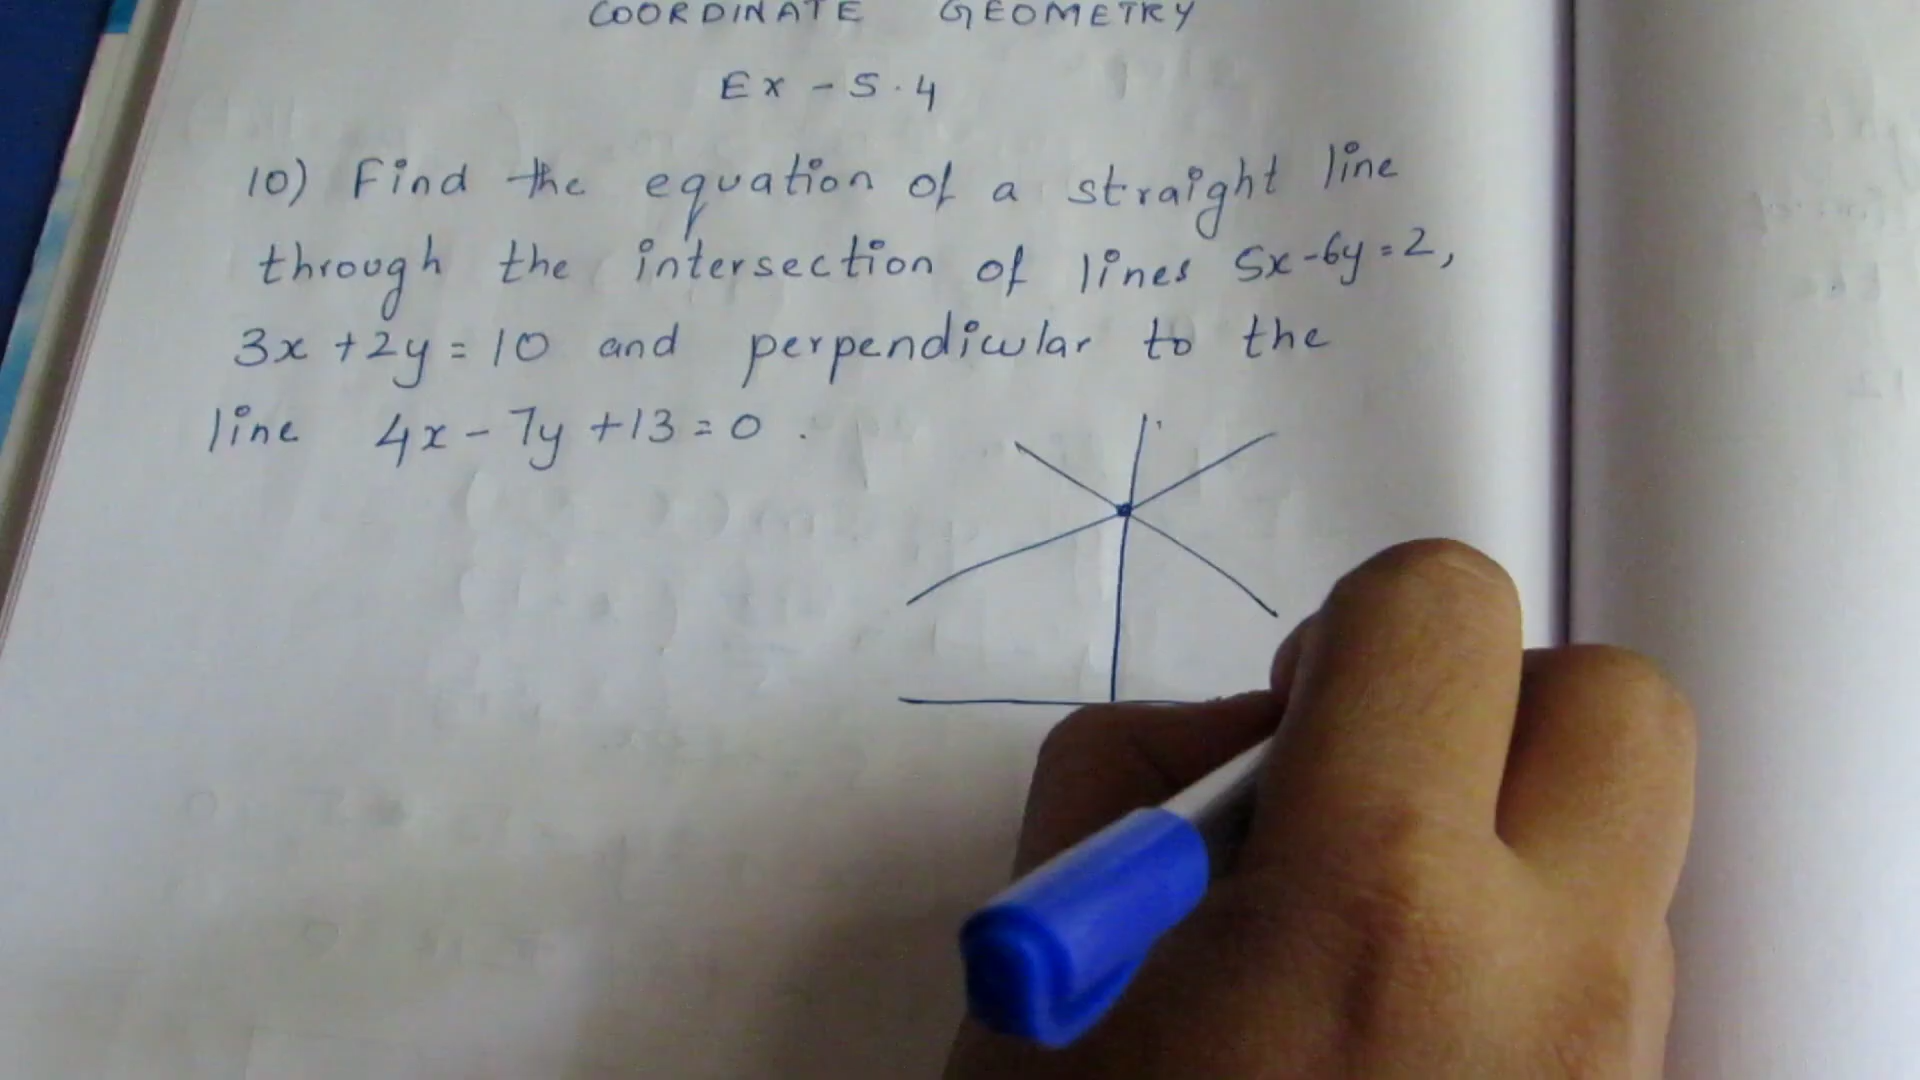 COORDINATE GEOMETRY
Ex - 5.4
10) Find the equation of a straight line
through the intersection of lines 5x-6y=2,
3x+2y=10 and perpendicular to the
line 4x-7y+13=0.